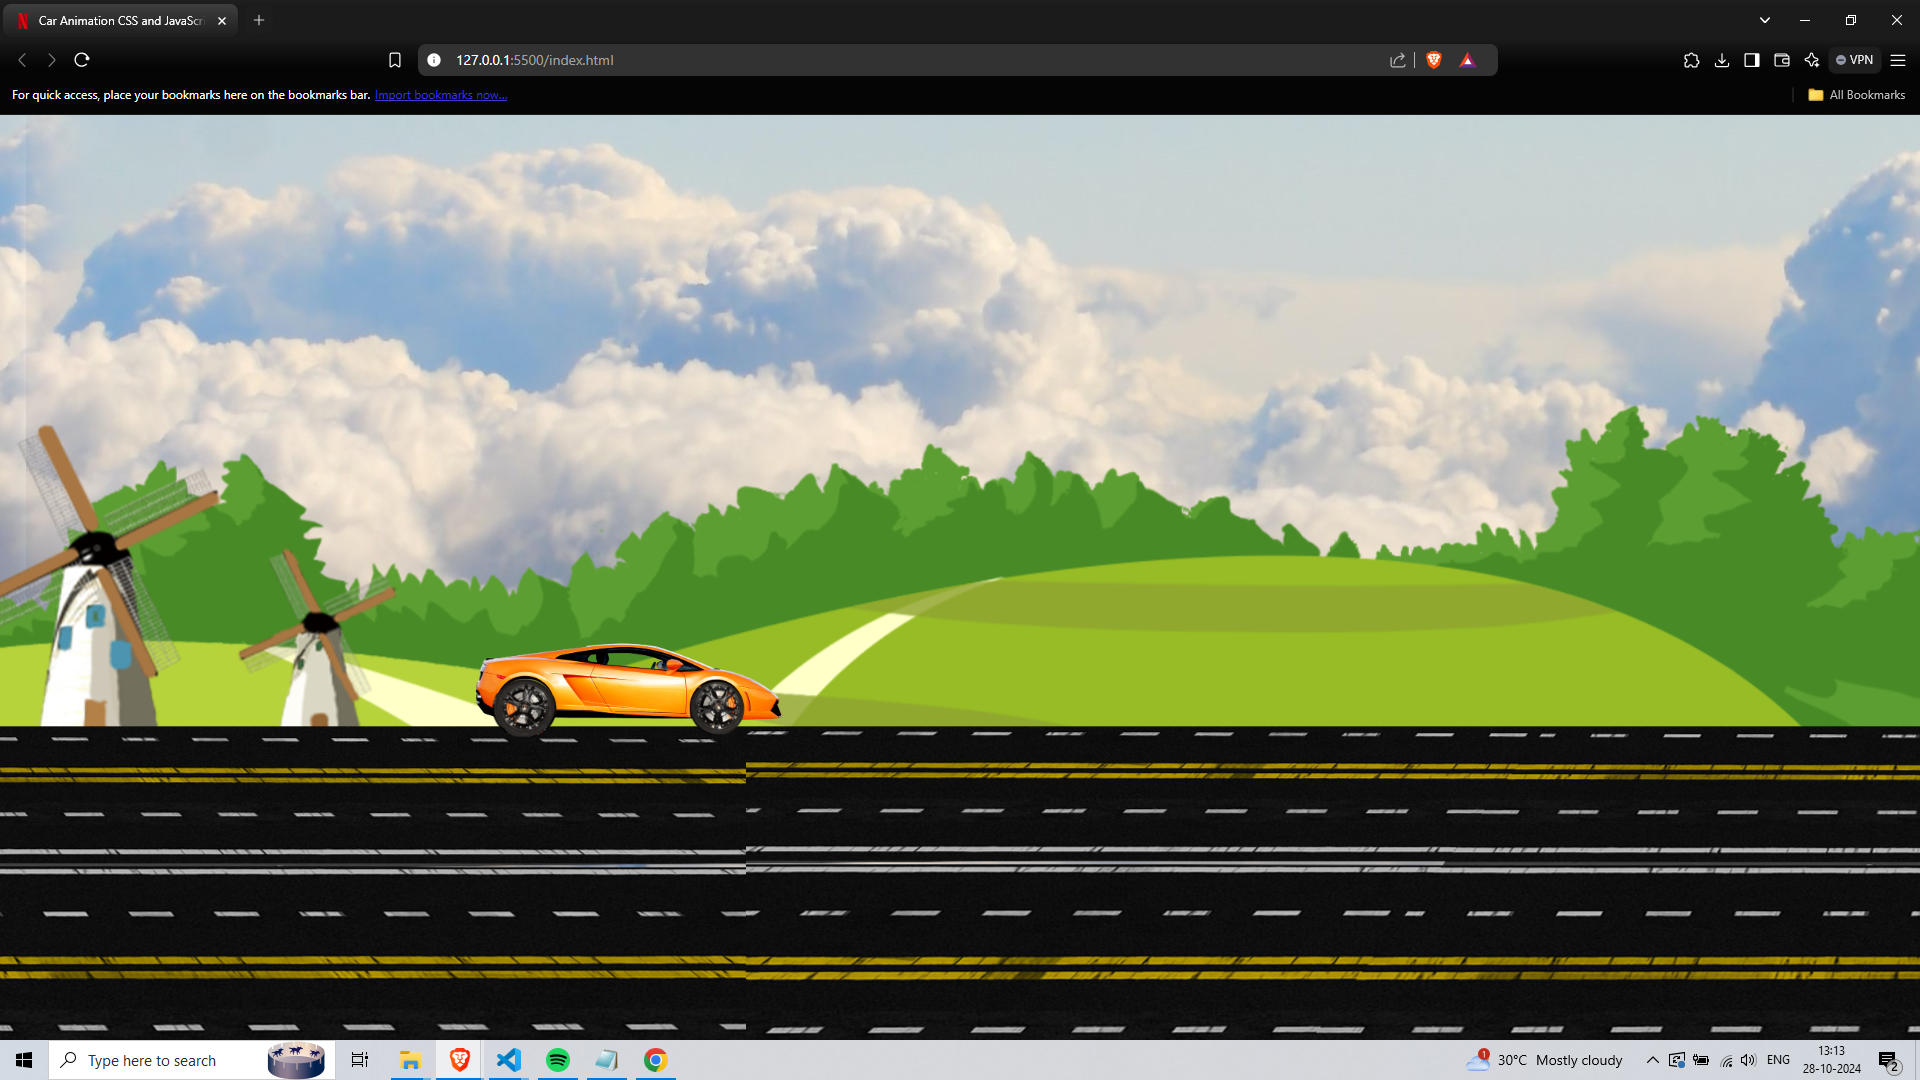 Car Animation CSS and JavaScri
127.0.0.1:5500/index.html
VPN
For quick access, place your bookmarks here on the bookmarks bar. Import bookmarks now...
All Bookmarks
Type here to search
1
30°C Mostly cloudy
ENG
13:13
28-10-2024
2